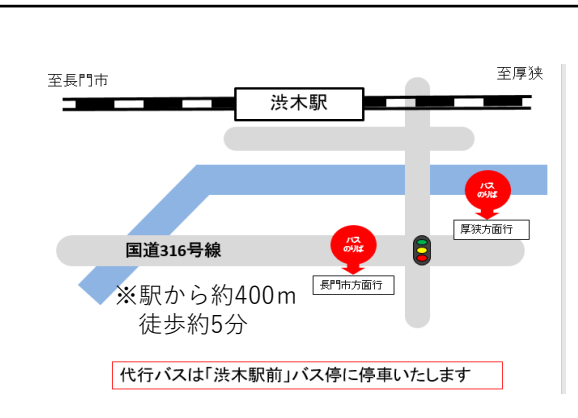 至長門市
至厚狭
渋木駅
バス
のりば
厚狭方面行
バス
のりば
国道316号線
長門市方面行
※駅から約400m
徒歩約5分
代行バスは「渋木駅前」バス停に停車いたします